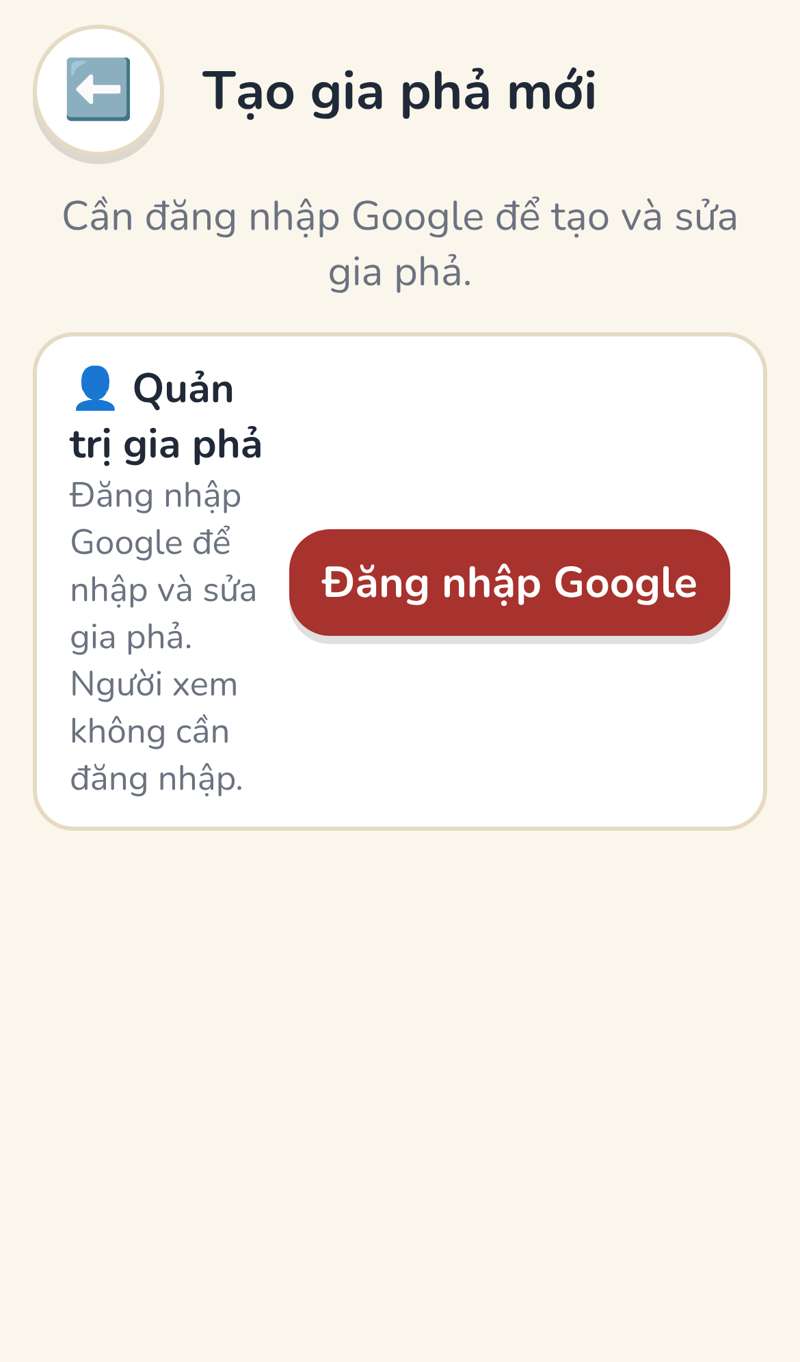 Tạo gia phả mới
Cần đăng nhập Google để tạo và sửa
gia phả.
👤 Quản
trị gia phả
Đăng nhập
Google để
nhập và sửa
gia phả.
Người xem
không cần
đăng nhập.
Đăng nhập Google